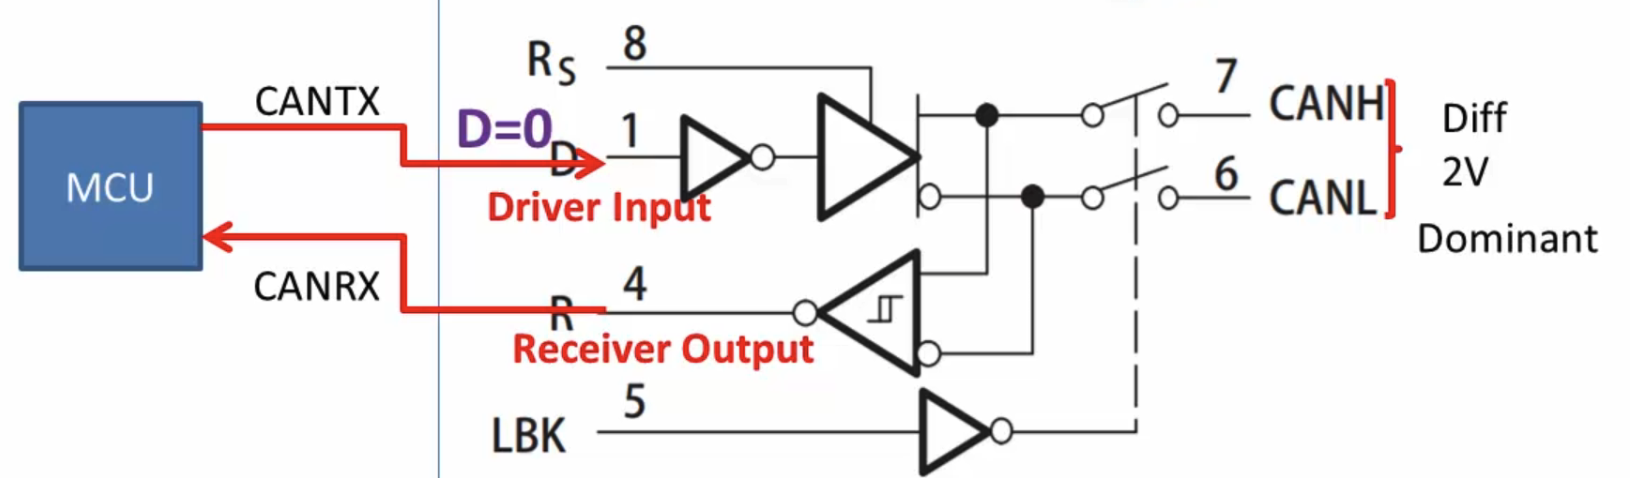 R S 8
7 CANH
CANTX
D=0
D 1
Diff
2V
Dominant
MCU
Driver Input
6 CANL
CANRX
R 4
Receiver Output
LBK 5